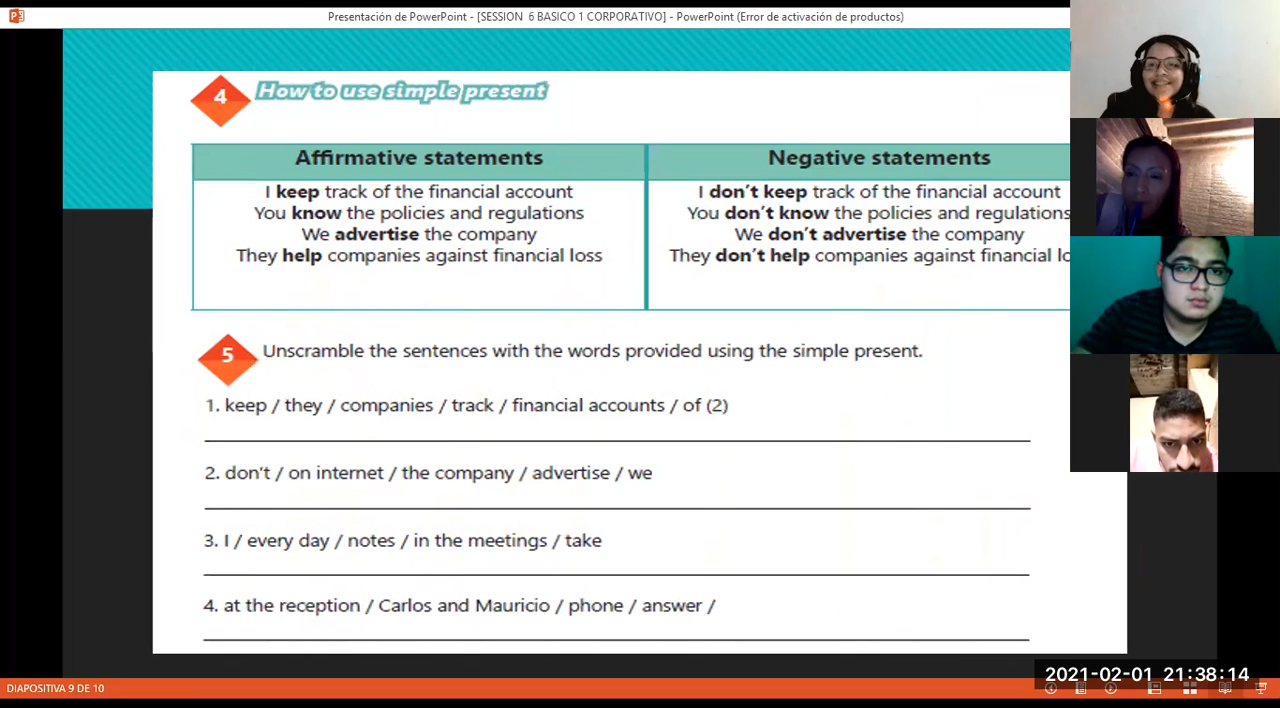 Presentación de PowerPoint - [SESSION 6 BASICO 1 CORPORATIVO] - PowerPoint (Error de activación de productos)
4 How to use simple present
Affirmative statements
I keep track of the financial account
You know the policies and regulations
We advertise the company
They help companies against financial loss
Negative statements
I don't keep track of the financial account
You don't know the policies and regulations
We don't advertise the company
They don't help companies against financial lo
5 Unscramble the sentences with the words provided using the simple present.
1. keep / they / companies / track / financial accounts / of (2)
2. don't / on internet / the company / advertise / we
3. I / every day / notes / in the meetings / take
4. at the reception / Carlos and Mauricio / phone / answer /
2021-02-01 21:38:14
DIAPOSITIVA 9 DE 10